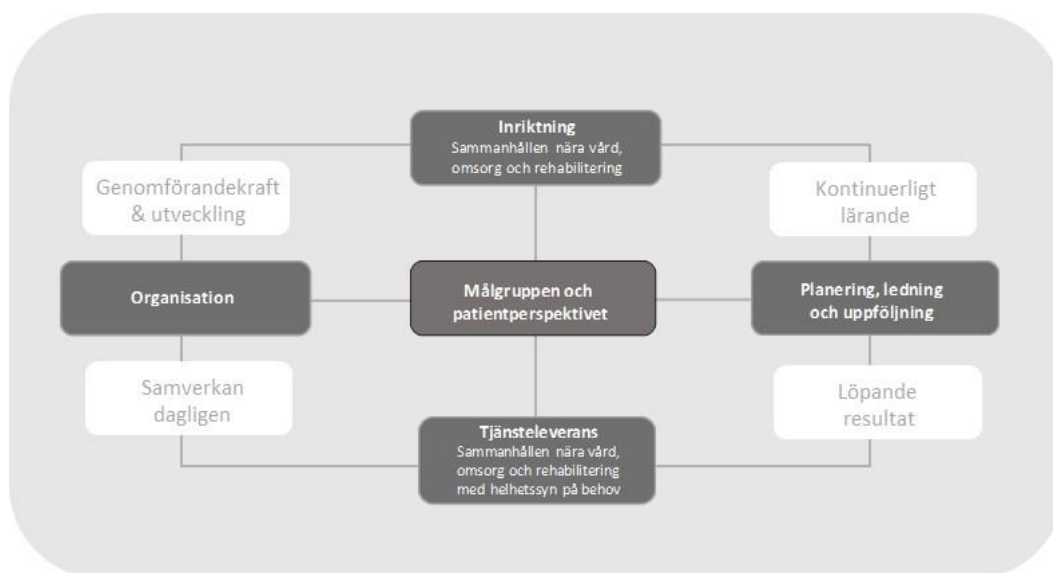 Inriktning
Sammanhållen nära vård,
omsorg och rehabilitering
Genomförandekraft
& utveckling
Kontinuerligt
lärande
Organisation
Målgruppen och
patientperspektivet
Planering, ledning
och uppföljning
Samverkan
dagligen
Löpande
resultat
Tjänsteleverans
Sammanhållen nära vård,
omsorg och rehabilitering
med helhetssyn på behov